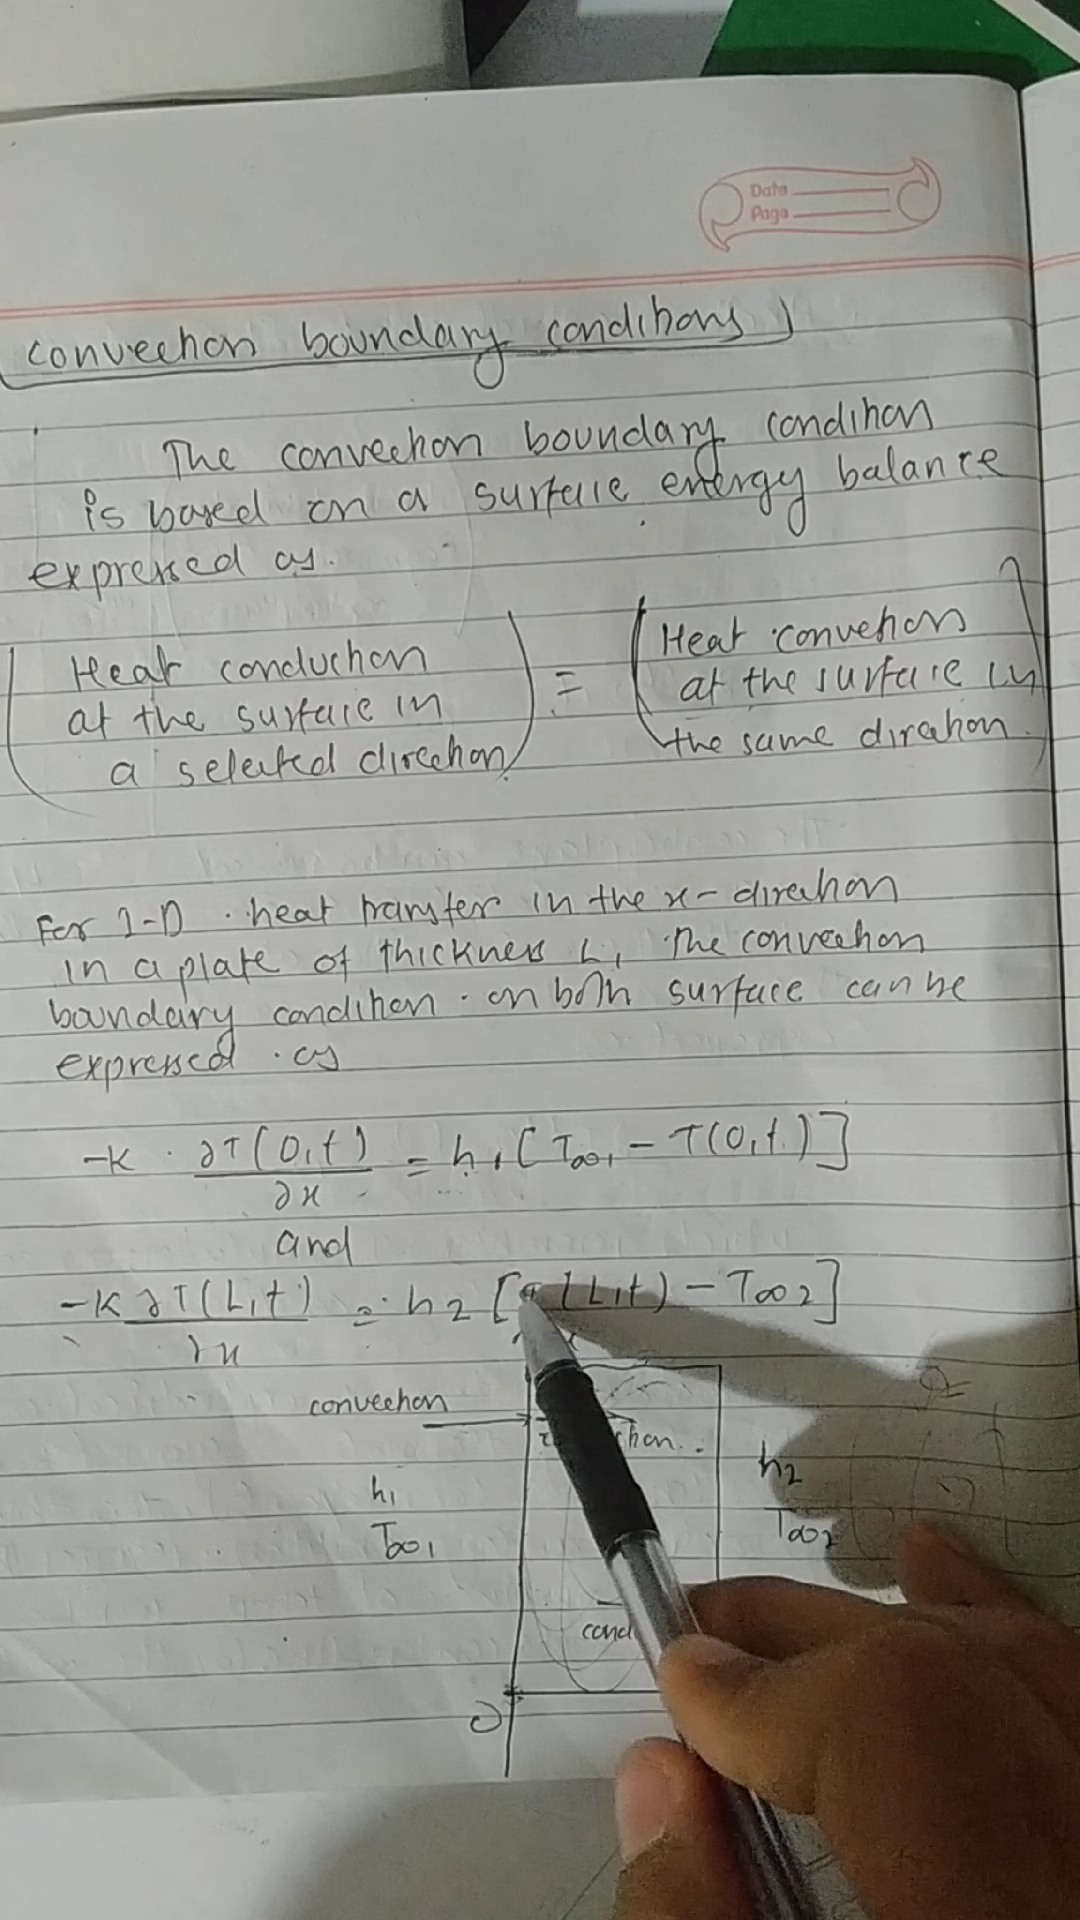 Data
Page
convection boundary conditions
The convection boundary condition
is based on a surface energy balance
expressed as.
Heat conduction
at the surface in
a selected direction
=
Heat convection
at the surface in
the same direction.
For 1-D. heat transfer in the x-direction
in a plate of thickness L, the convection
boundary condition. on both surface can be
expressed. as
-K . ∂T(0,t)/∂x = h1[T∞1 - T(0,t)]
and
-K ∂T(L,t)/∂x = h2 [T(L,t) - T∞2]
convection
h1
T∞1
h2
T∞2
0